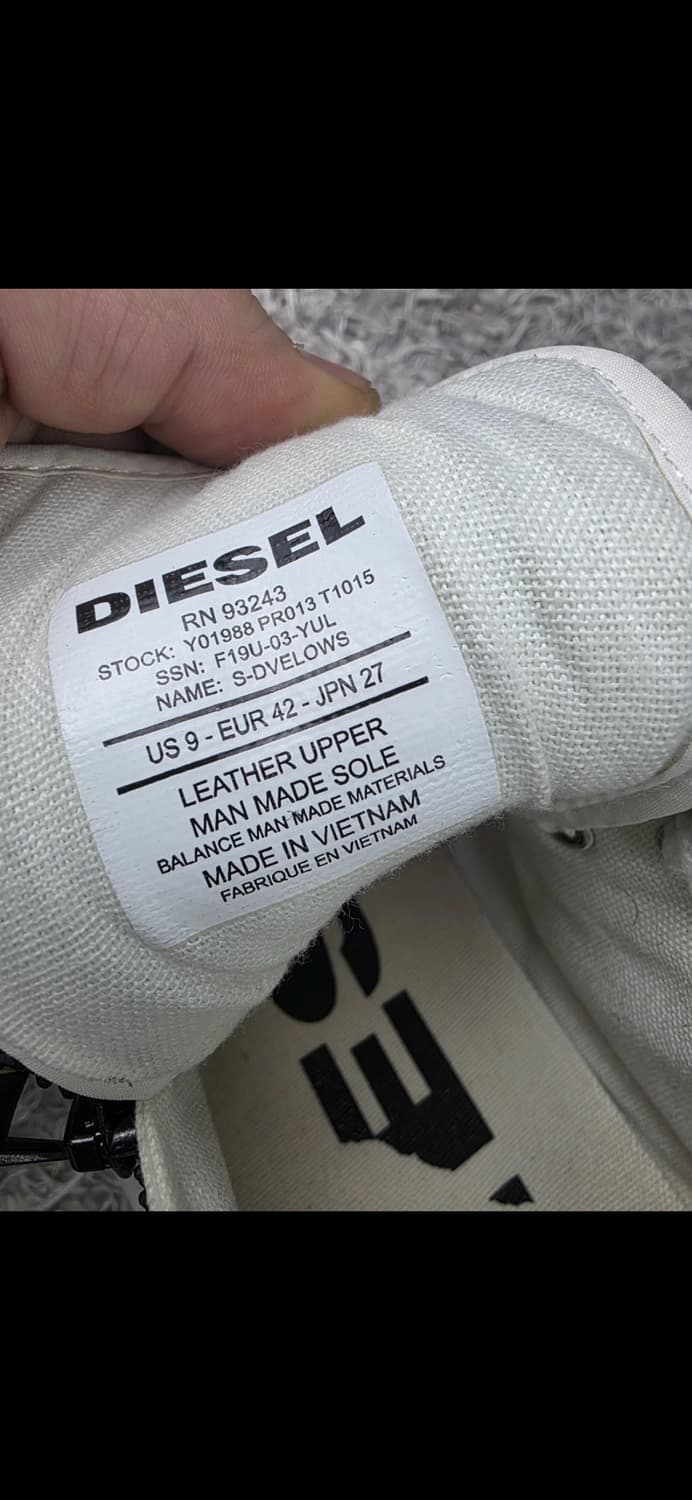 DIESEL
RN 93243
STOCK: Y01988 PR013 T1015
SSN: F19U-03-YUL
NAME: S-DVELOWS
US 9 - EUR 42 - JPN 27
LEATHER UPPER
MAN MADE SOLE
BALANCE MAN MADE MATERIALS
MADE IN VIETNAM
FABRIQUE EN VIETNAM